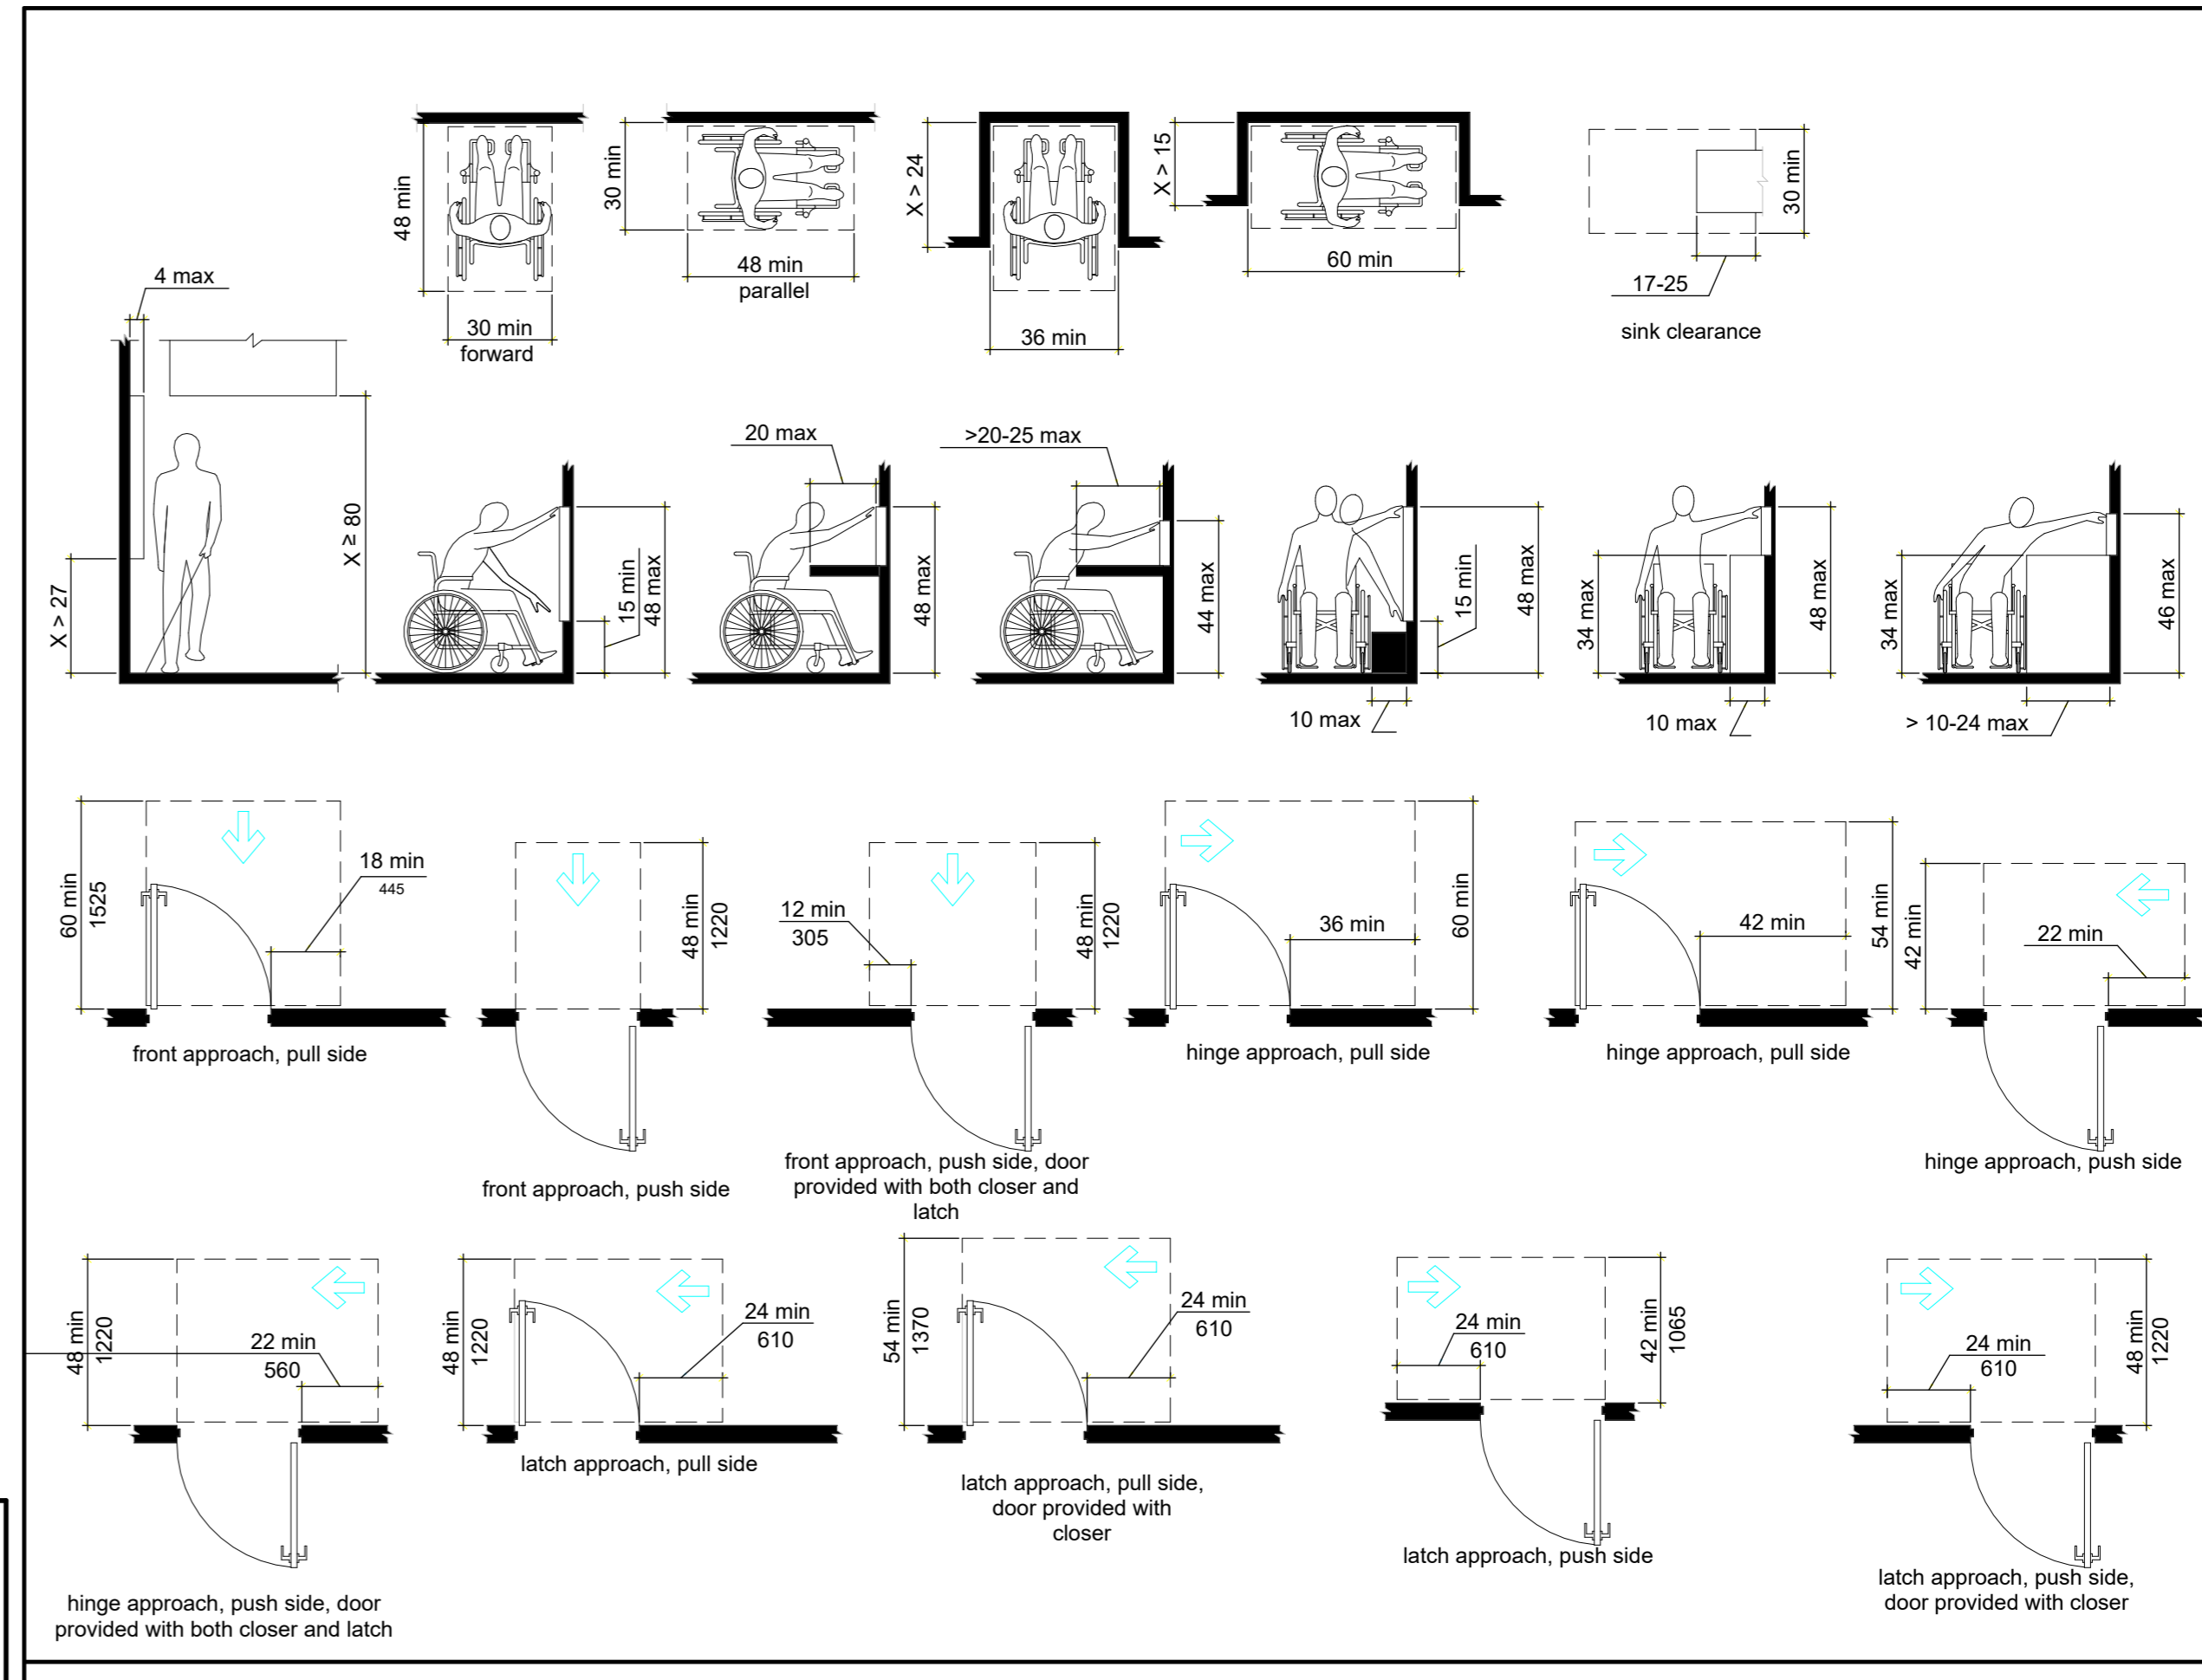 48 min
30 min
forward
30 min
48 min
parallel
X > 24
36 min
X > 15
60 min
30 min
17-25
sink clearance
4 max
X > 27
X ≥ 80
15 min
48 max
20 max
48 max
>20-25 max
44 max
15 min
48 max
10 max
34 max
48 max
10 max
34 max
46 max
> 10-24 max
60 min
1525
18 min
445
front approach, pull side
48 min
1220
front approach, push side
12 min
305
48 min
1220
front approach, push side, door
provided with both closer and
latch
36 min
60 min
hinge approach, pull side
42 min
54 min
hinge approach, pull side
42 min
22 min
hinge approach, push side
48 min
1220
22 min
560
hinge approach, push side, door
provided with both closer and latch
48 min
1220
24 min
610
latch approach, pull side
54 min
1370
24 min
610
latch approach, pull side,
door provided with
closer
24 min
610
42 min
1065
latch approach, push side
24 min
610
48 min
1220
latch approach, push side,
door provided with closer